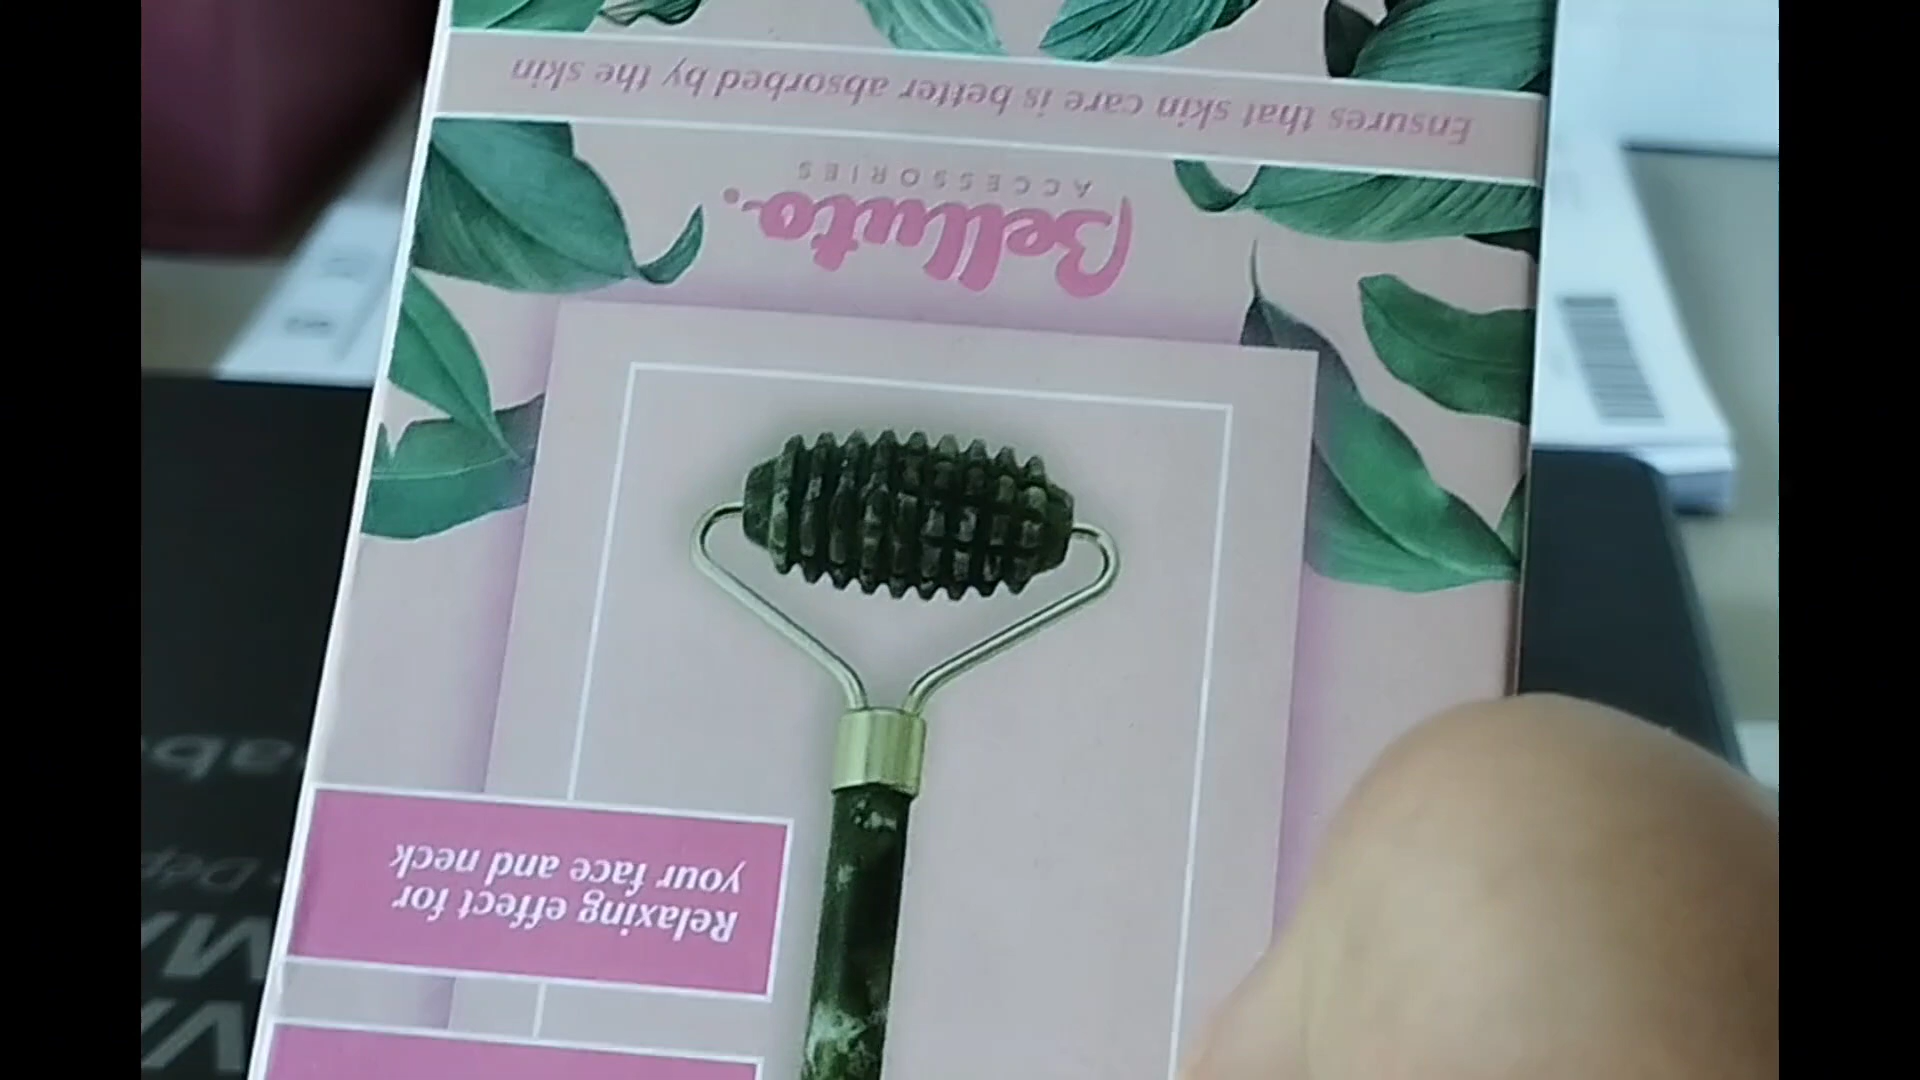 Ensures that skin care is better absorbed by the skin
Belluto.
ACCESSORIES
Relaxing effect for
your face and neck